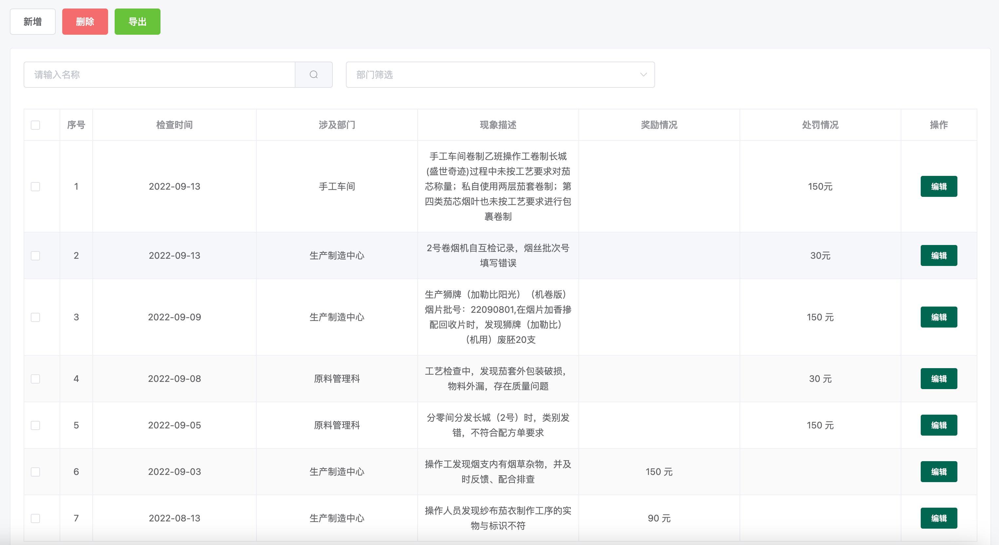 新增 删除 导出
请输入名称 部门筛选
序号 检查时间 涉及部门 现象描述 奖励情况 处罚情况 操作
手工车间卷制乙班操作工卷制长城
(盛世奇迹)过程中未按工艺要求对茄
1 2022-09-13 手工车间 芯称量；私自使用两层茄套卷制；第 150元 编辑
四类茄芯烟叶也未按工艺要求进行包
裹卷制
2 2022-09-13 生产制造中心 2号卷烟机自互检记录，烟丝批次号 30元 编辑
填写错误
生产狮牌（加勒比阳光）（机卷版）
烟片批号：22090801,在烟片加香掺
3 2022-09-09 生产制造中心 配回收片时，发现狮牌（加勒比） 150 元 编辑
（机用）废胚20支
4 2022-09-08 原料管理科 工艺检查中，发现茄套外包装破损， 30 元 编辑
物料外漏，存在质量问题
5 2022-09-05 原料管理科 分零间分发长城（2号）时，类别发 150 元 编辑
错，不符合配方单要求
6 2022-09-03 生产制造中心 操作工发现烟支内有烟草杂物，并及 150 元 编辑
时反馈、配合排查
7 2022-08-13 生产制造中心 操作人员发现纱布茄衣制作工序的实 90 元 编辑
物与标识不符